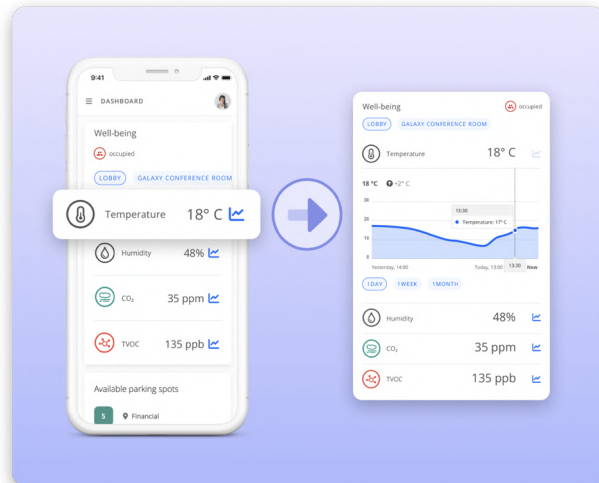 9:41
DASHBOARD
Well-being
occupied
LOBBY GALAXY CONFERENCE ROOM
Temperature 18° C
Humidity 48%
CO₂ 35 ppm
TVOC 135 ppb
Available parking spots
5 Financial
Well-being occupied
LOBBY GALAXY CONFERENCE ROOM
Temperature 18° C
18 °C +2° C
30
13:30
20
Temperature: 17° C
10
0
Yesterday, 14:00 Today, 13:00 13:30 Now
1DAY 1WEEK 1MONTH
Humidity 48%
CO₂ 35 ppm
TVOC 135 ppb